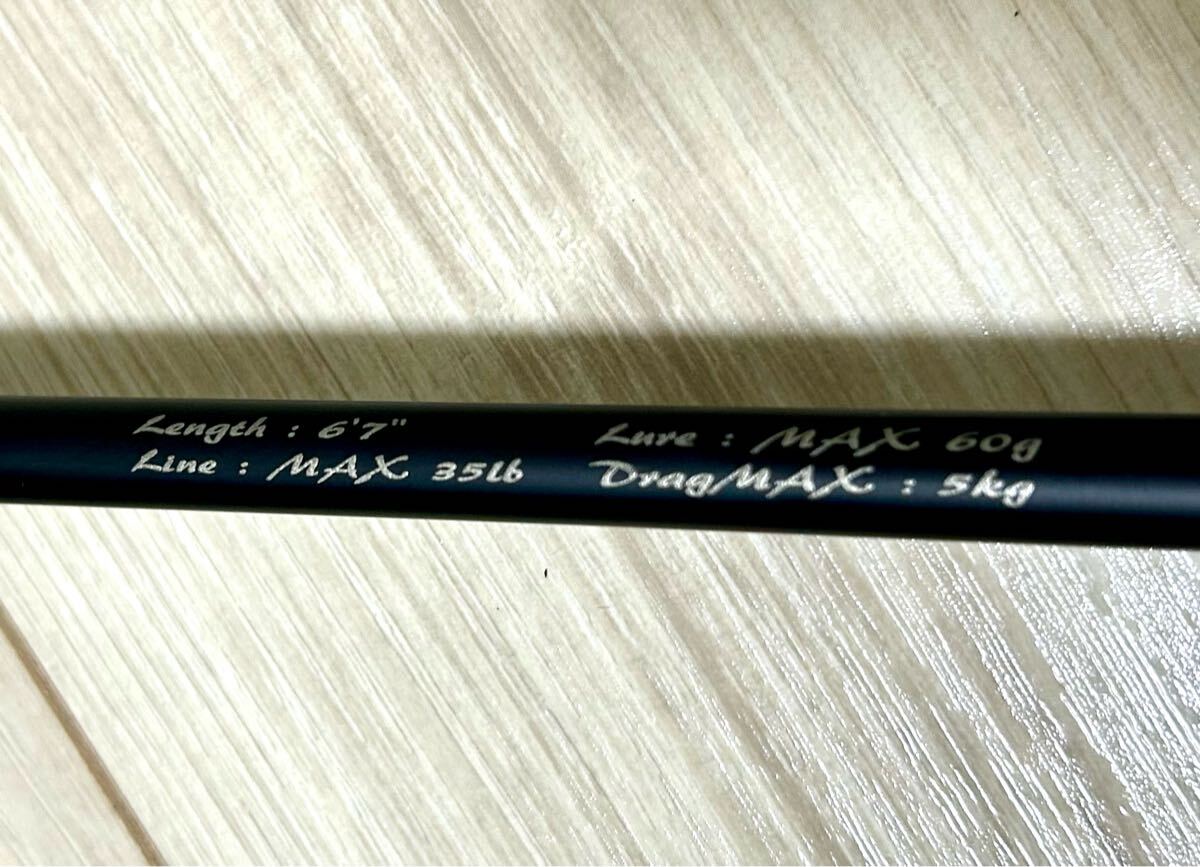 Length : 6'7"
Line : MAX 35lb
Lure : MAX 60g
DragMAX : 5kg